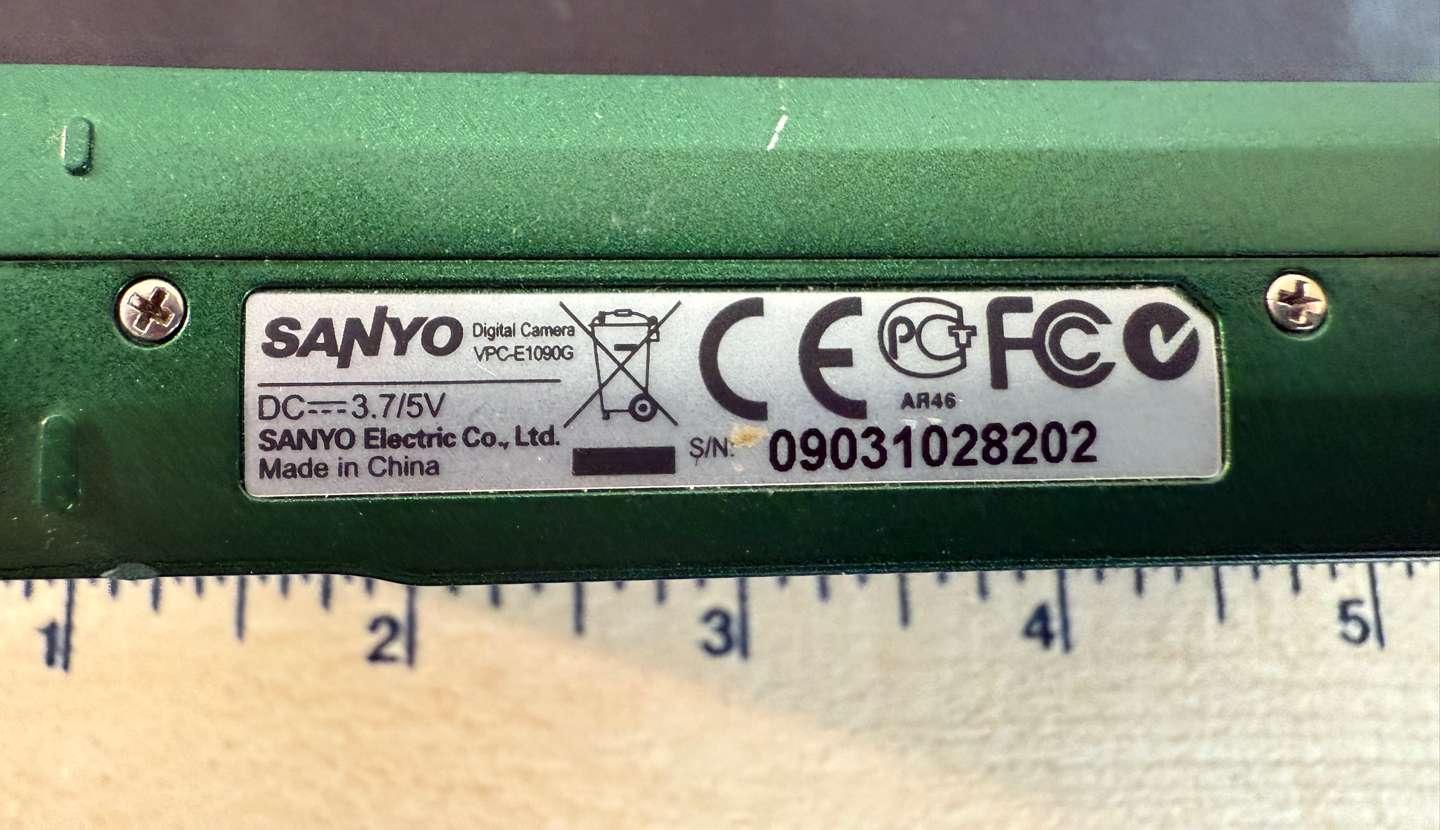 SANYO Digital Camera
VPC-E1090G
DC 3.7/5V
SANYO Electric Co., Ltd.
Made in China
CE PCT FCC
AR46
S/N: 09031028202
1 2 3 4 5